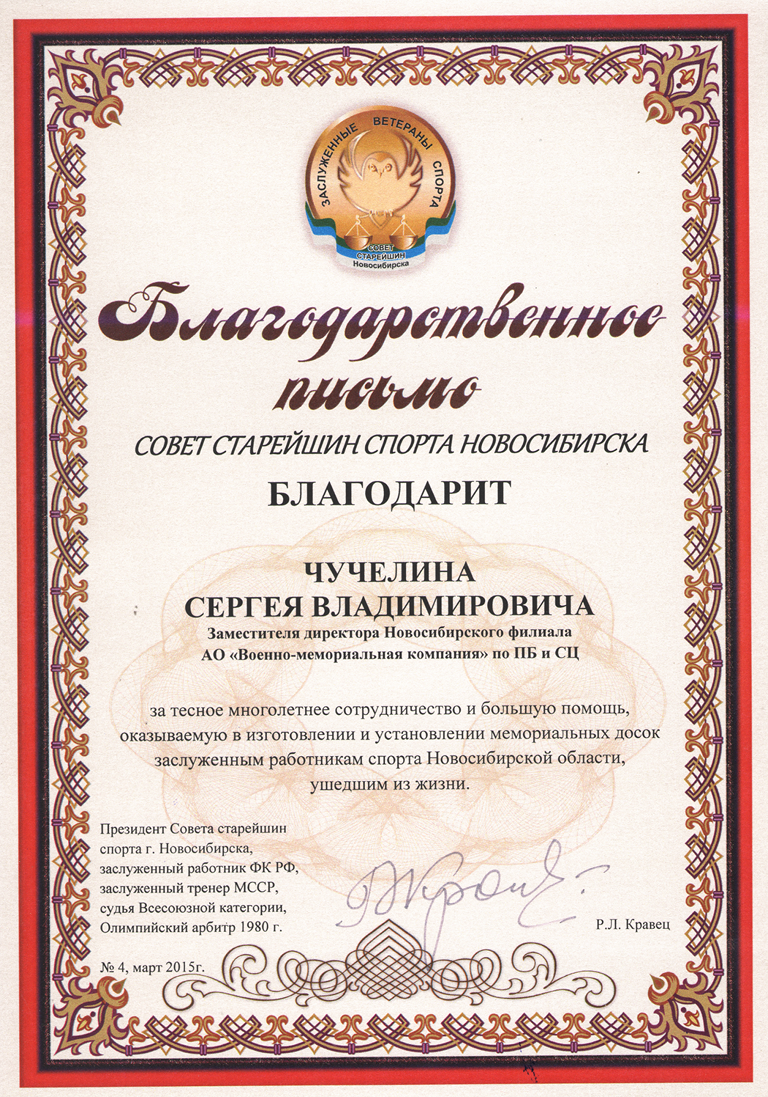 ЗАСЛУЖЕННЫЕ ВЕТЕРАНЫ СПОРТА
СОВЕТ
СТАРЕЙШИН
Новосибирска
Благодарственное
письмо
СОВЕТ СТАРЕЙШИН СПОРТА НОВОСИБИРСКА
БЛАГОДАРИТ
ЧУЧЕЛИНА
СЕРГЕЯ ВЛАДИМИРОВИЧА
Заместителя директора Новосибирского филиала
АО «Военно-мемориальная компания» по ПБ и СЦ
за тесное многолетнее сотрудничество и большую помощь,
оказываемую в изготовлении и установлении мемориальных досок
заслуженным работникам спорта Новосибирской области,
ушедшим из жизни.
Президент Совета старейшин
спорта г. Новосибирска,
заслуженный работник ФК РФ,
заслуженный тренер МССР,
судья Всесоюзной категории,
Олимпийский арбитр 1980 г.
Р.Л. Кравец
№ 4, март 2015г.